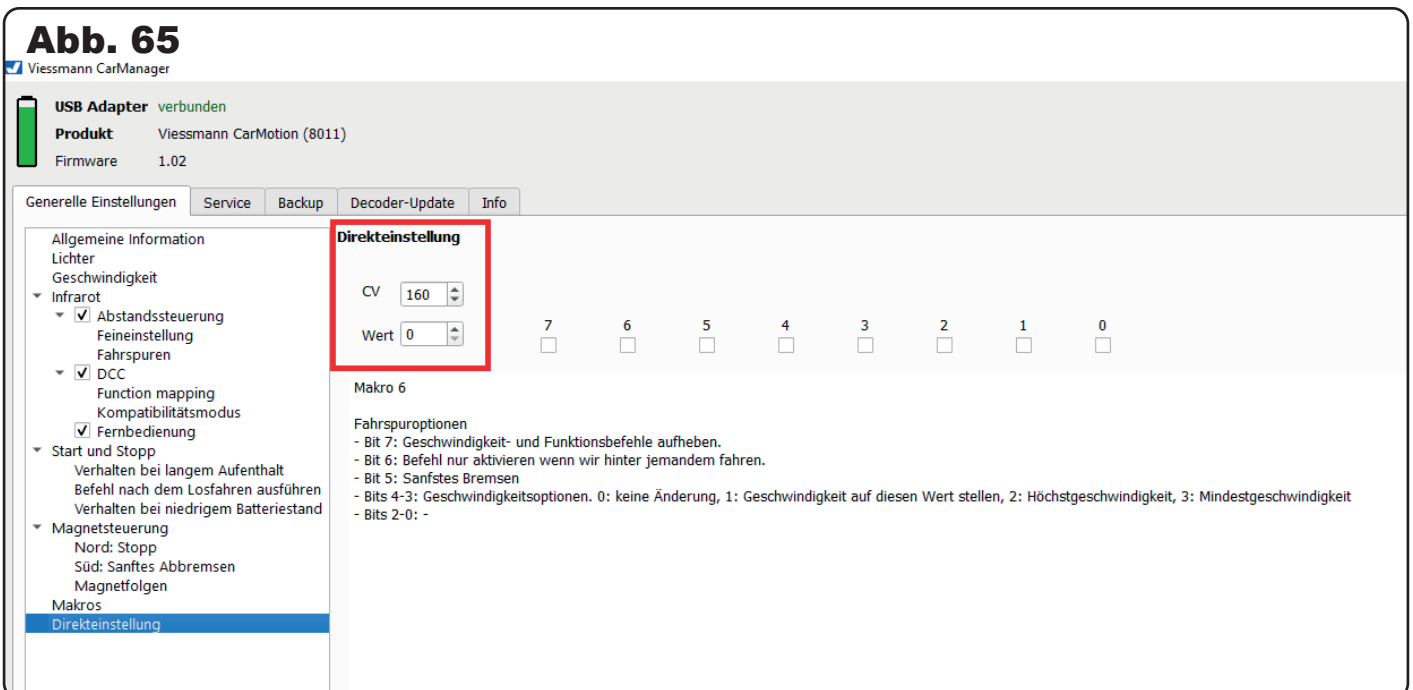 Abb. 65
Viessmann CarManager
USB Adapter verbunden
Produkt Viessmann CarMotion (8011)
Firmware 1.02
Generelle Einstellungen Service Backup Decoder-Update Info
Allgemeine Information
Lichter
Geschwindigkeit
Infrarot
Abstandssteuerung
Feineinstellung
Fahrspuren
DCC
Function mapping
Kompatibilitätsmodus
Fernbedienung
Start und Stopp
Verhalten bei langem Aufenthalt
Befehl nach dem Losfahren ausführen
Verhalten bei niedrigem Batteriestand
Magnetsteuerung
Nord: Stopp
Süd: Sanftes Abbremsen
Magnetfolgen
Makros
Direkteinstellung
Direkteinstellung
CV 160
Wert 0
7 6 5 4 3 2 1 0
Makro 6
Fahrspuroptionen
- Bit 7: Geschwindigkeit- und Funktionsbefehle aufheben.
- Bit 6: Befehl nur aktivieren wenn wir hinter jemandem fahren.
- Bit 5: Sanfstes Bremsen
- Bits 4-3: Geschwindigkeitsoptionen. 0: keine Änderung, 1: Geschwindigkeit auf diesen Wert stellen, 2: Höchstgeschwindigkeit, 3: Mindestgeschwindigkeit
- Bits 2-0: -